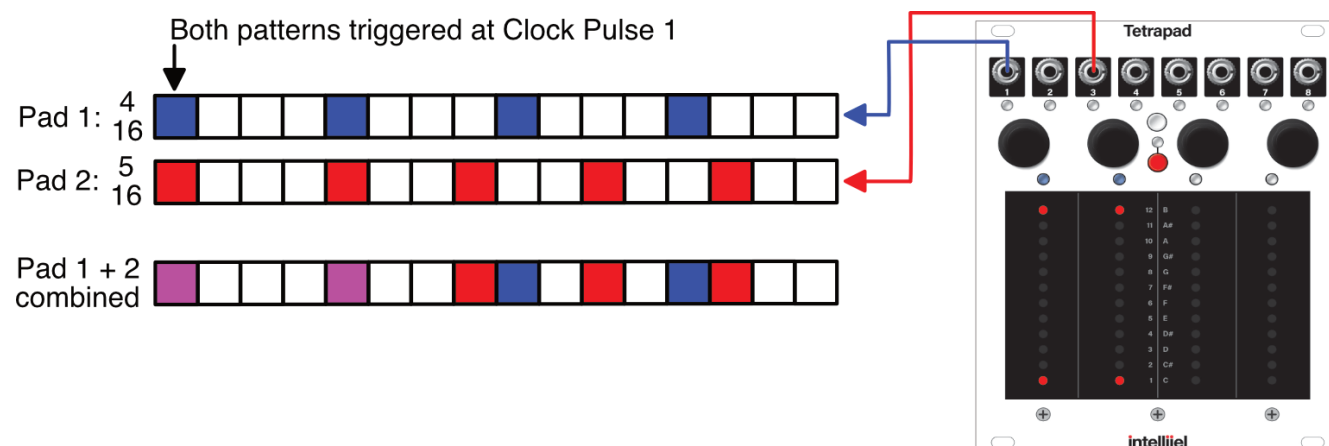 Both patterns triggered at Clock Pulse 1
Tetrapad
1 2 3 4 5 6 7 8
Pad 1: 4
16
Pad 2: 5
16
Pad 1 + 2
combined
12 B
11 A#
10 A
9 G#
8 G
7 F#
6 F
5 E
4 D#
3 D
2 C#
1 C
intellijel